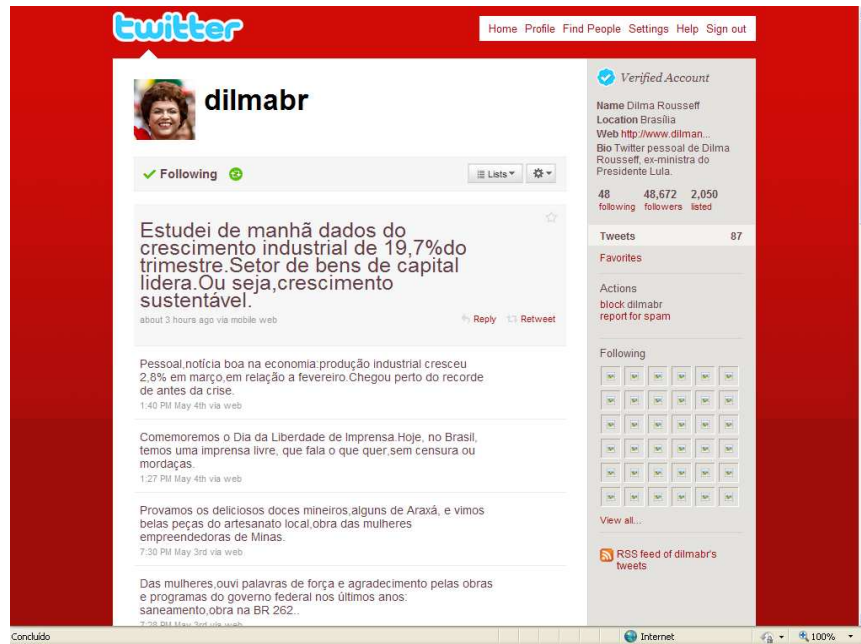 twitter
Home Profile Find People Settings Help Sign out
dilmabr
Following
Lists
Estudei de manhã dados do
crescimento industrial de 19,7%do
trimestre.Setor de bens de capital
lidera.Ou seja,crescimento
sustentável.
about 3 hours ago via mobile web
Reply Retweet
Pessoal,notícia boa na economia:produção industrial cresceu
2,8% em março,em relação a fevereiro.Chegou perto do recorde
de antes da crise.
1:40 PM May 4th via web
Comemoremos o Dia da Liberdade de Imprensa.Hoje, no Brasil,
temos uma imprensa livre, que fala o que quer,sem censura ou
mordaças.
1:27 PM May 4th via web
Provamos os deliciosos doces mineiros,alguns de Araxá, e vimos
belas peças do artesanato local,obra das mulheres
empreendedoras de Minas.
7:30 PM May 3rd via web
Das mulheres,ouvi palavras de força e agradecimento pelas obras
e programas do governo federal nos últimos anos:
saneamento,obra na BR 262..
7:28 PM May 3rd via web
Verified Account
Name Dilma Rousseff
Location Brasília
Web http://www.dilman...
Bio Twitter pessoal de Dilma
Rousseff, ex-ministra do
Presidente Lula.
48 48,672 2,050
following followers listed
Tweets 87
Favorites
Actions
block dilmabr
report for spam
Following
View all...
RSS feed of dilmabr's
tweets
Concluído Internet 100%